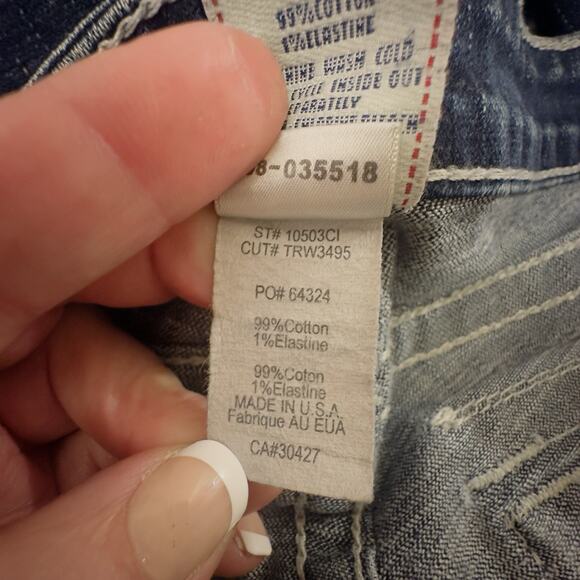 99%COTTON
1%ELASTINE
WASH COLD
CYCLE INSIDE OUT
-035518
ST# 10503CI
CUT# TRW3495
PO# 64324
99%Cotton
1%Elastine
99%Coton
1%Elastine
MADE IN U.S.A
Fabrique AU EUA
CA#30427